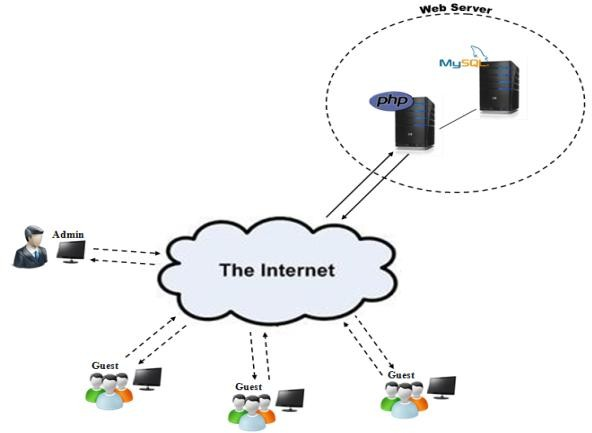 Web Server
MySQL
php
Admin
The Internet
Guest
Guest
Guest